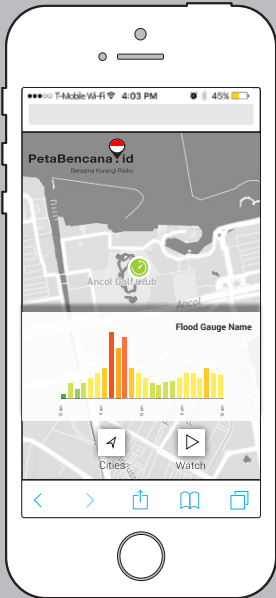 T-Mobile Wi-Fi 4:03 PM 45%
PetaBencana.id
Bersama Kurangi Risiko
Ancol Golf Club
Ancol
Flood Gauge Name
Cities
Watch